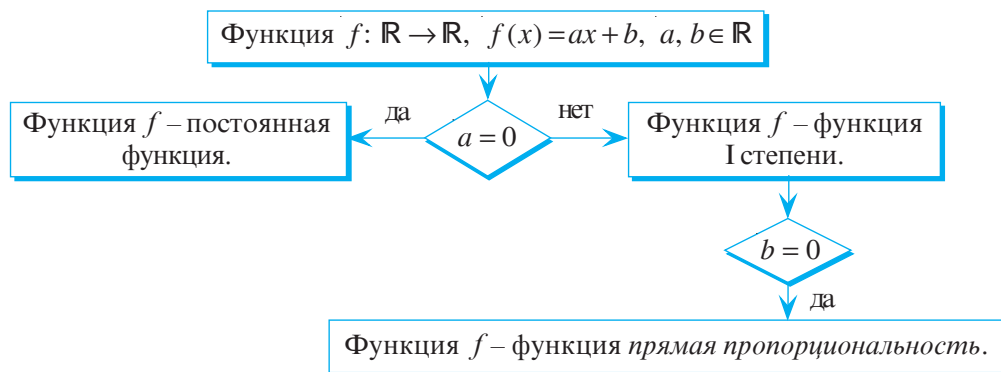 Функция f: ℝ → ℝ, f(x) = ax + b, a, b ∈ ℝ
да
нет
Функция f – постоянная
функция.
a = 0
Функция f – функция
I степени.
b = 0
да
Функция f – функция прямая пропорциональность.